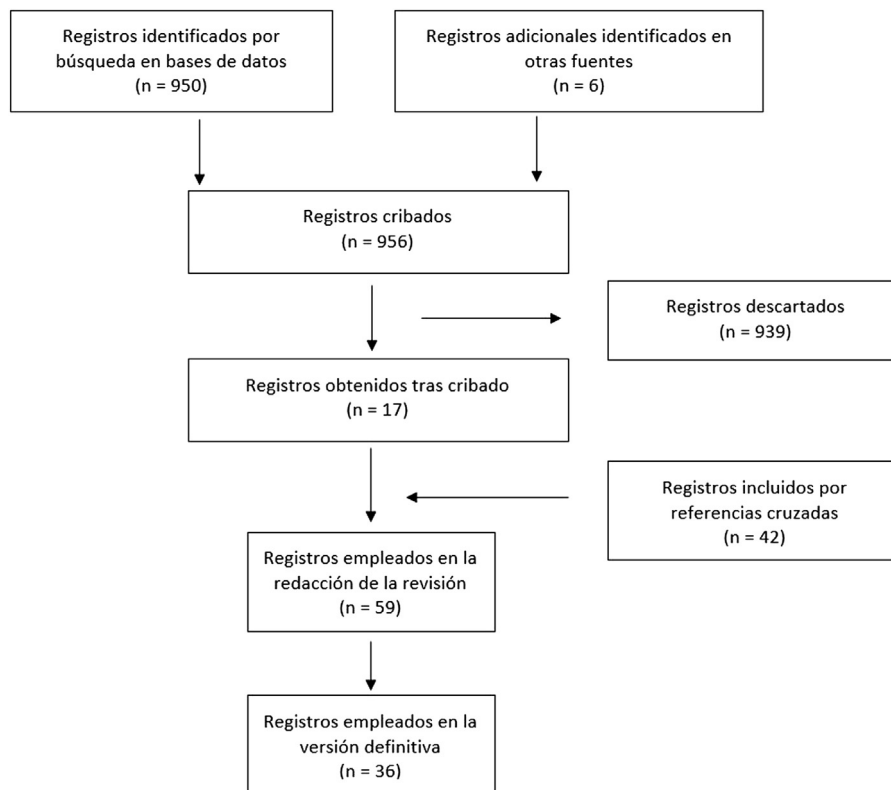 Registros identificados por
búsqueda en bases de datos
(n = 950)
Registros adicionales identificados en
otras fuentes
(n = 6)
Registros cribados
(n = 956)
Registros descartados
(n = 939)
Registros obtenidos tras cribado
(n = 17)
Registros incluidos por
referencias cruzadas
(n = 42)
Registros empleados en la
redacción de la revisión
(n = 59)
Registros empleados en la
versión definitiva
(n = 36)